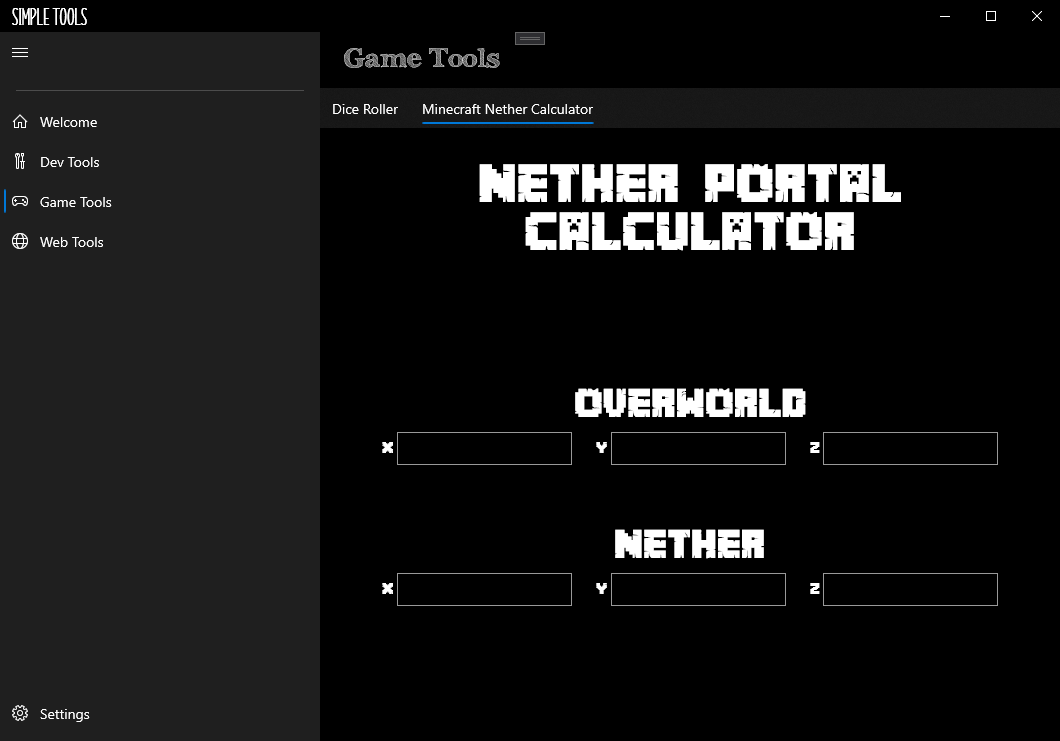 SIMPLE TOOLS
Game Tools
Dice Roller Minecraft Nether Calculator
Welcome
Dev Tools
Game Tools
Web Tools
Settings
NETHER PORTAL
CALCULATOR
OVERWORLD
X Y Z
NETHER
X Y Z